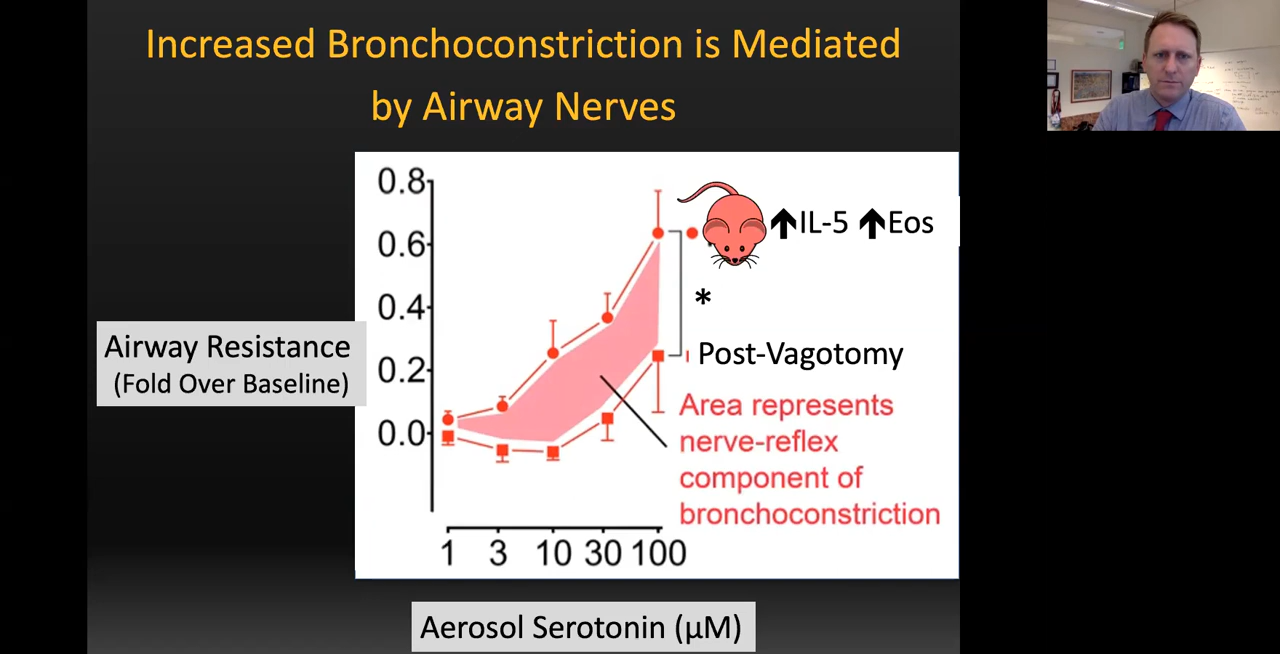 Increased Bronchoconstriction is Mediated
by Airway Nerves
0.8
0.6
0.4
0.2
0.0
Airway Resistance
(Fold Over Baseline)
↑IL-5 ↑Eos
*
Post-Vagotomy
Area represents
nerve-reflex
component of
bronchoconstriction
1 3 10 30 100
Aerosol Serotonin (µM)